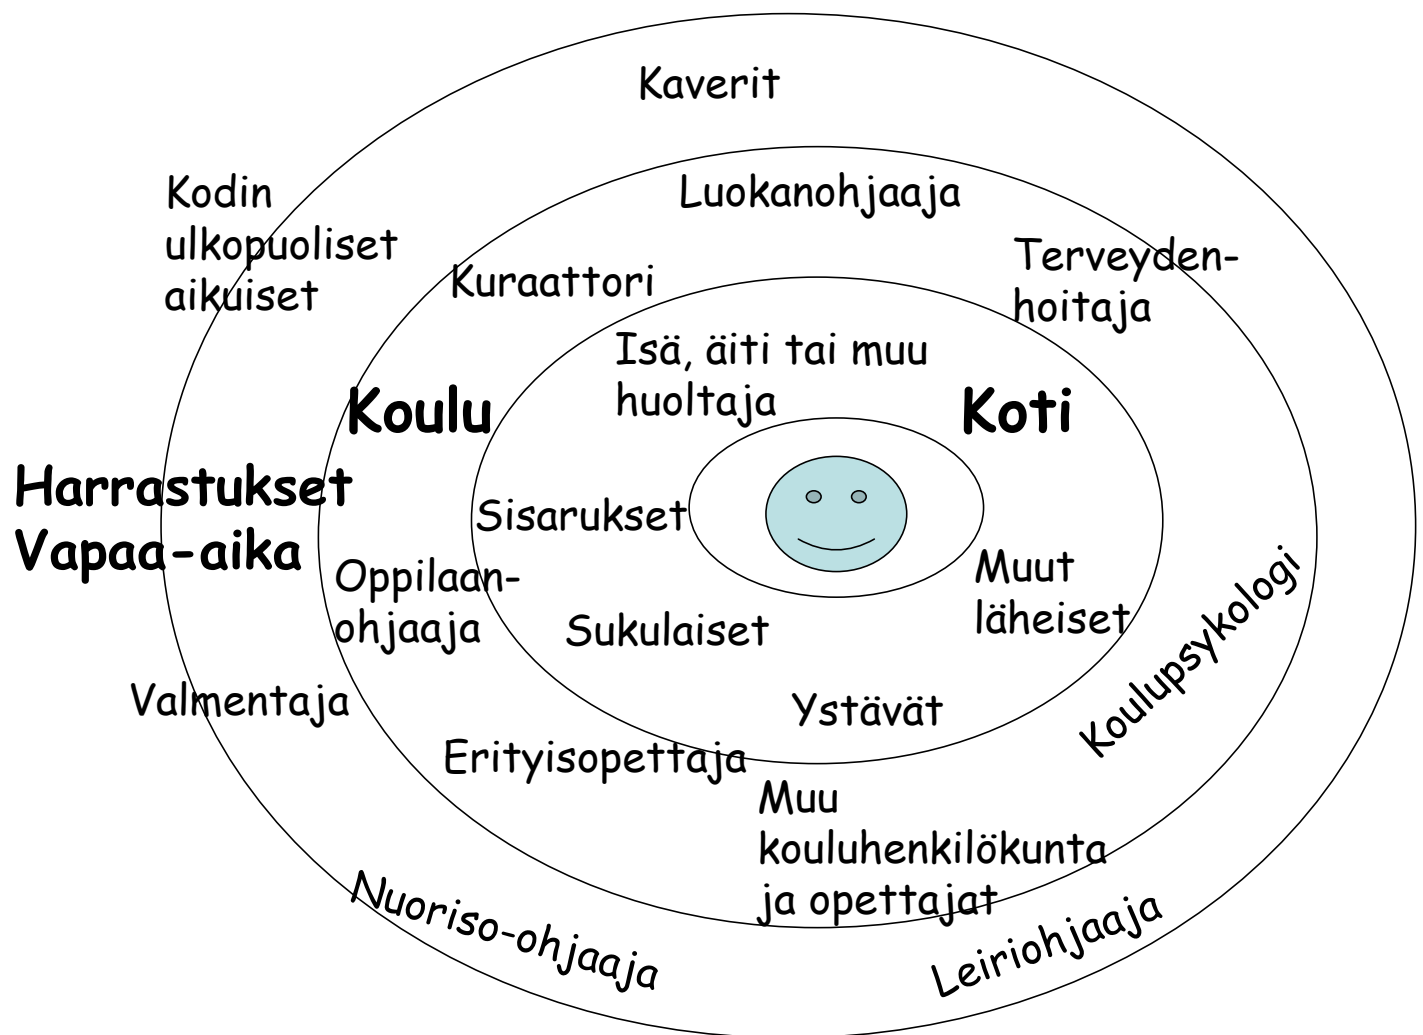 Kaverit
Kodin
ulkopuoliset
aikuiset
Luokanohjaaja
Terveyden-
hoitaja
Kuraattori
Isä, äiti tai muu
huoltaja
Koulu
Koti
Harrastukset
Vapaa-aika
Sisarukset
Oppilaan-
ohjaaja
Sukulaiset
Muut
läheiset
Koulupsykologi
Valmentaja
Ystävät
Erityisopettaja
Muu
kouluhenkilökunta
ja opettajat
Nuoriso-ohjaaja
Leiriohjaaja